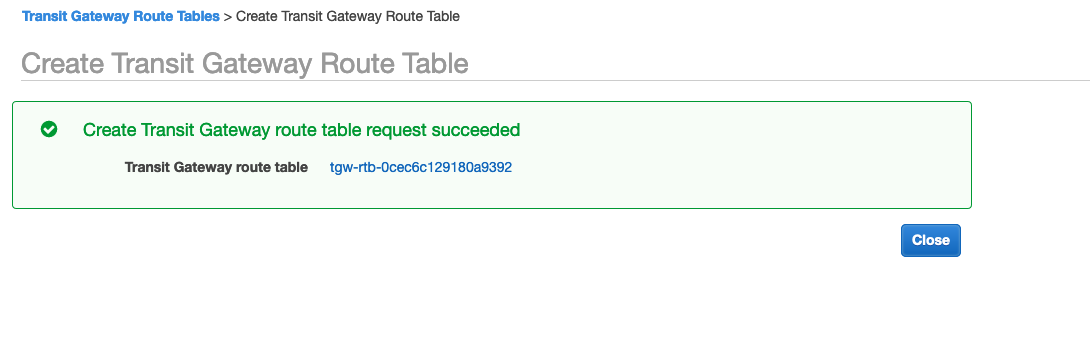 Transit Gateway Route Tables > Create Transit Gateway Route Table
Create Transit Gateway Route Table
Create Transit Gateway route table request succeeded
Transit Gateway route table tgw-rtb-0cec6c129180a9392
Close